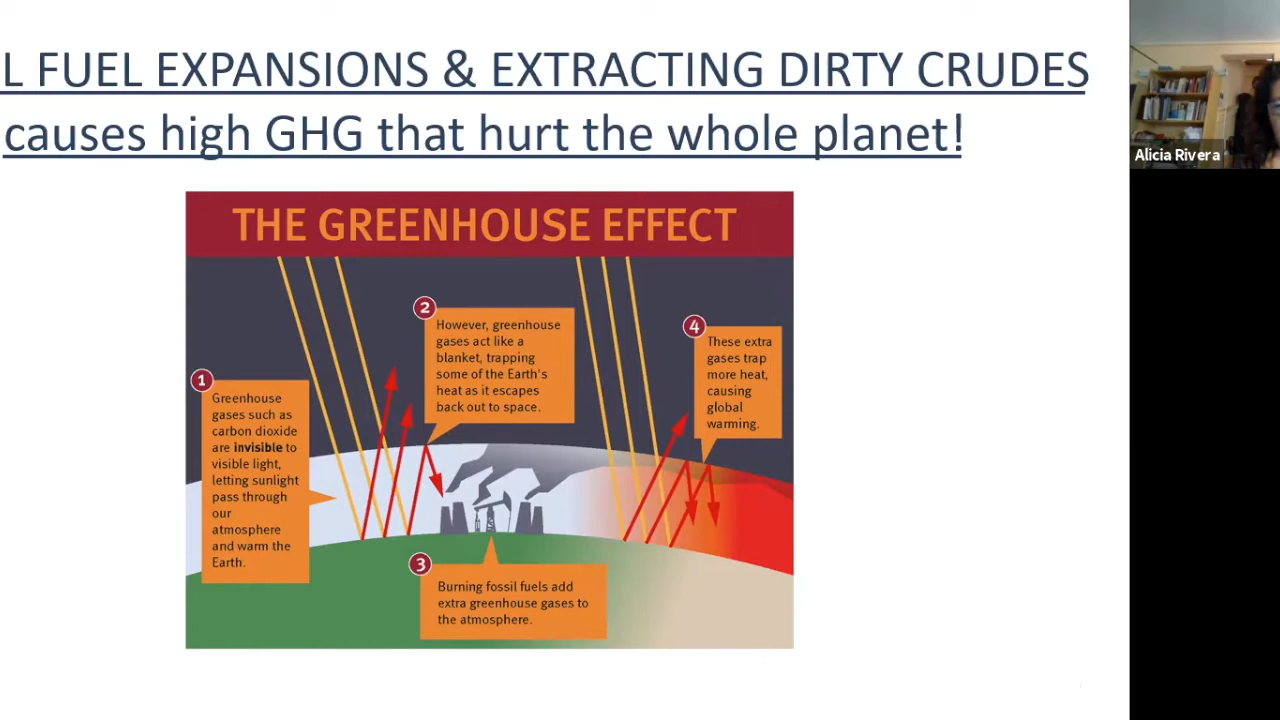 L FUEL EXPANSIONS & EXTRACTING DIRTY CRUDES
causes high GHG that hurt the whole planet!
Alicia Rivera
THE GREENHOUSE EFFECT
1
Greenhouse
gases such as
carbon dioxide
are invisible to
visible light,
letting sunlight
pass through
our
atmosphere
and warm the
Earth.
2
However, greenhouse
gases act like a
blanket, trapping
some of the Earth's
heat as it escapes
back out to space.
3
Burning fossil fuels add
extra greenhouse gases to
the atmosphere.
4
These extra
gases trap
more heat,
causing
global
warming.